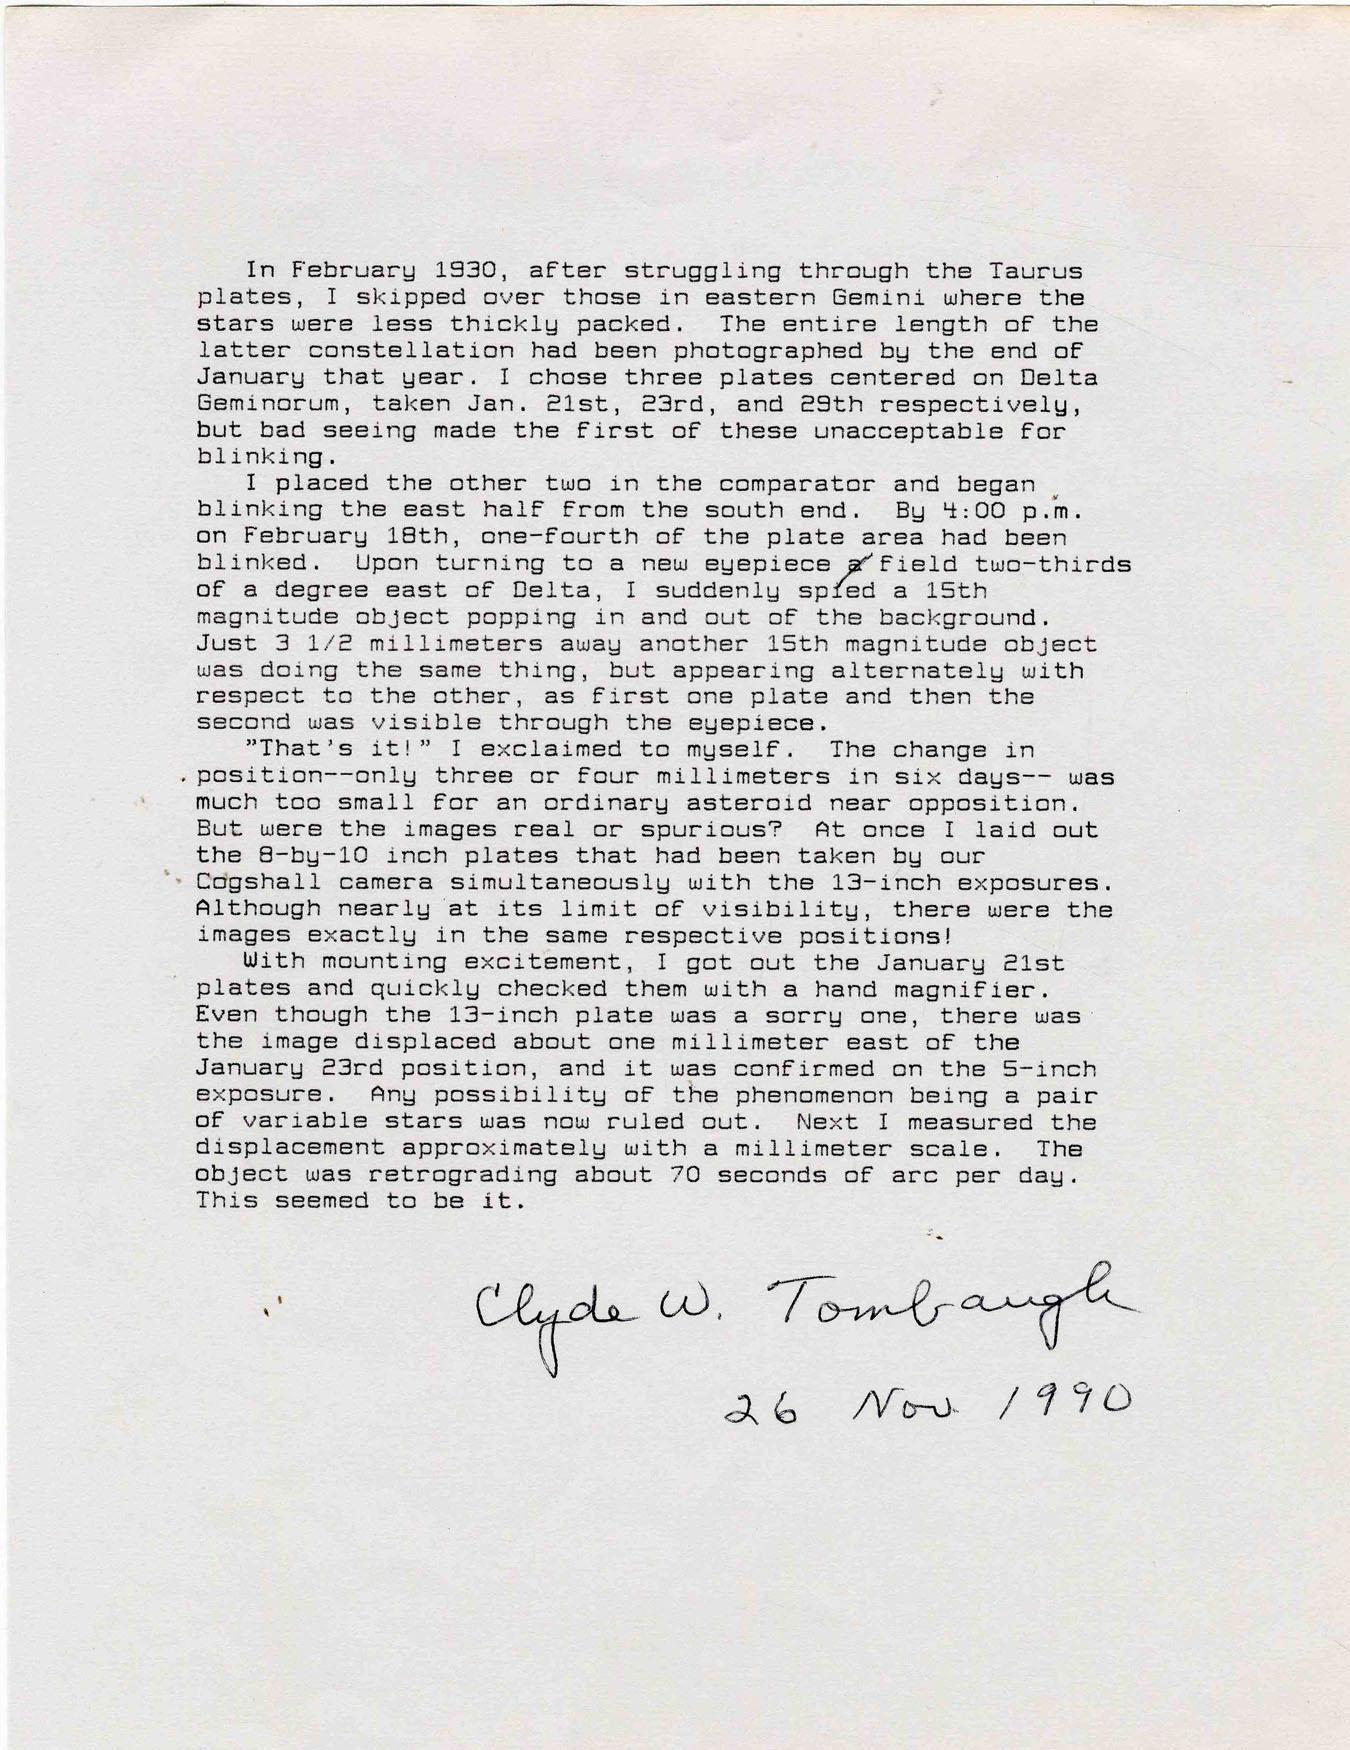 In February 1930, after struggling through the Taurus
plates, I skipped over those in eastern Gemini where the
stars were less thickly packed. The entire length of the
latter constellation had been photographed by the end of
January that year. I chose three plates centered on Delta
Geminorum, taken Jan. 21st, 23rd, and 29th respectively,
but bad seeing made the first of these unacceptable for
blinking.
I placed the other two in the comparator and began
blinking the east half from the south end. By 4:00 p.m.
on February 18th, one-fourth of the plate area had been
blinked. Upon turning to a new eyepiece a field two-thirds
of a degree east of Delta, I suddenly spied a 15th
magnitude object popping in and out of the background.
Just 3 1/2 millimeters away another 15th magnitude object
was doing the same thing, but appearing alternately with
respect to the other, as first one plate and then the
second was visible through the eyepiece.
"That's it!" I exclaimed to myself. The change in
position--only three or four millimeters in six days-- was
much too small for an ordinary asteroid near opposition.
But were the images real or spurious? At once I laid out
the 8-by-10 inch plates that had been taken by our
Cogshall camera simultaneously with the 13-inch exposures.
Although nearly at its limit of visibility, there were the
images exactly in the same respective positions!
With mounting excitement, I got out the January 21st
plates and quickly checked them with a hand magnifier.
Even though the 13-inch plate was a sorry one, there was
the image displaced about one millimeter east of the
January 23rd position, and it was confirmed on the 5-inch
exposure. Any possibility of the phenomenon being a pair
of variable stars was now ruled out. Next I measured the
displacement approximately with a millimeter scale. The
object was retrograding about 70 seconds of arc per day.
This seemed to be it.
Clyde W. Tombaugh
26 Nov 1990